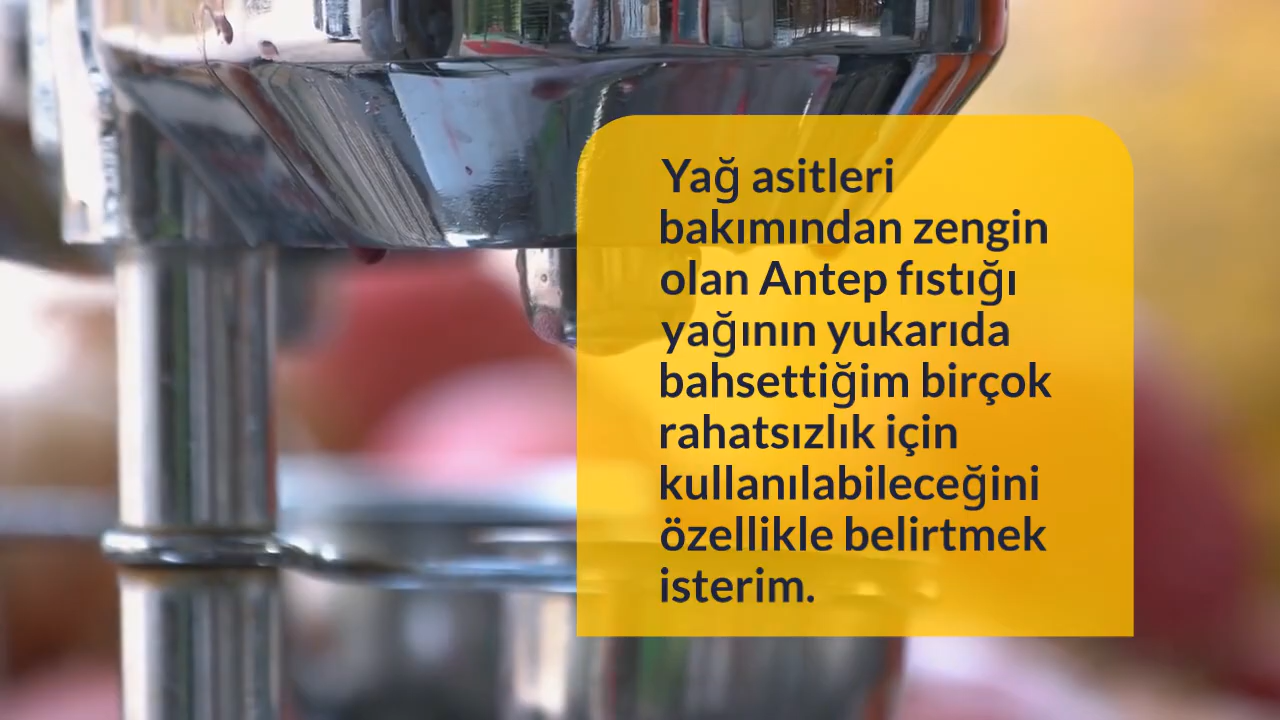 Yağ asitleri
bakımından zengin
olan Antep fıstığı
yağının yukarıda
bahsettiğim birçok
rahatsızlık için
kullanılabileceğini
özellikle belirtmek
isterim.